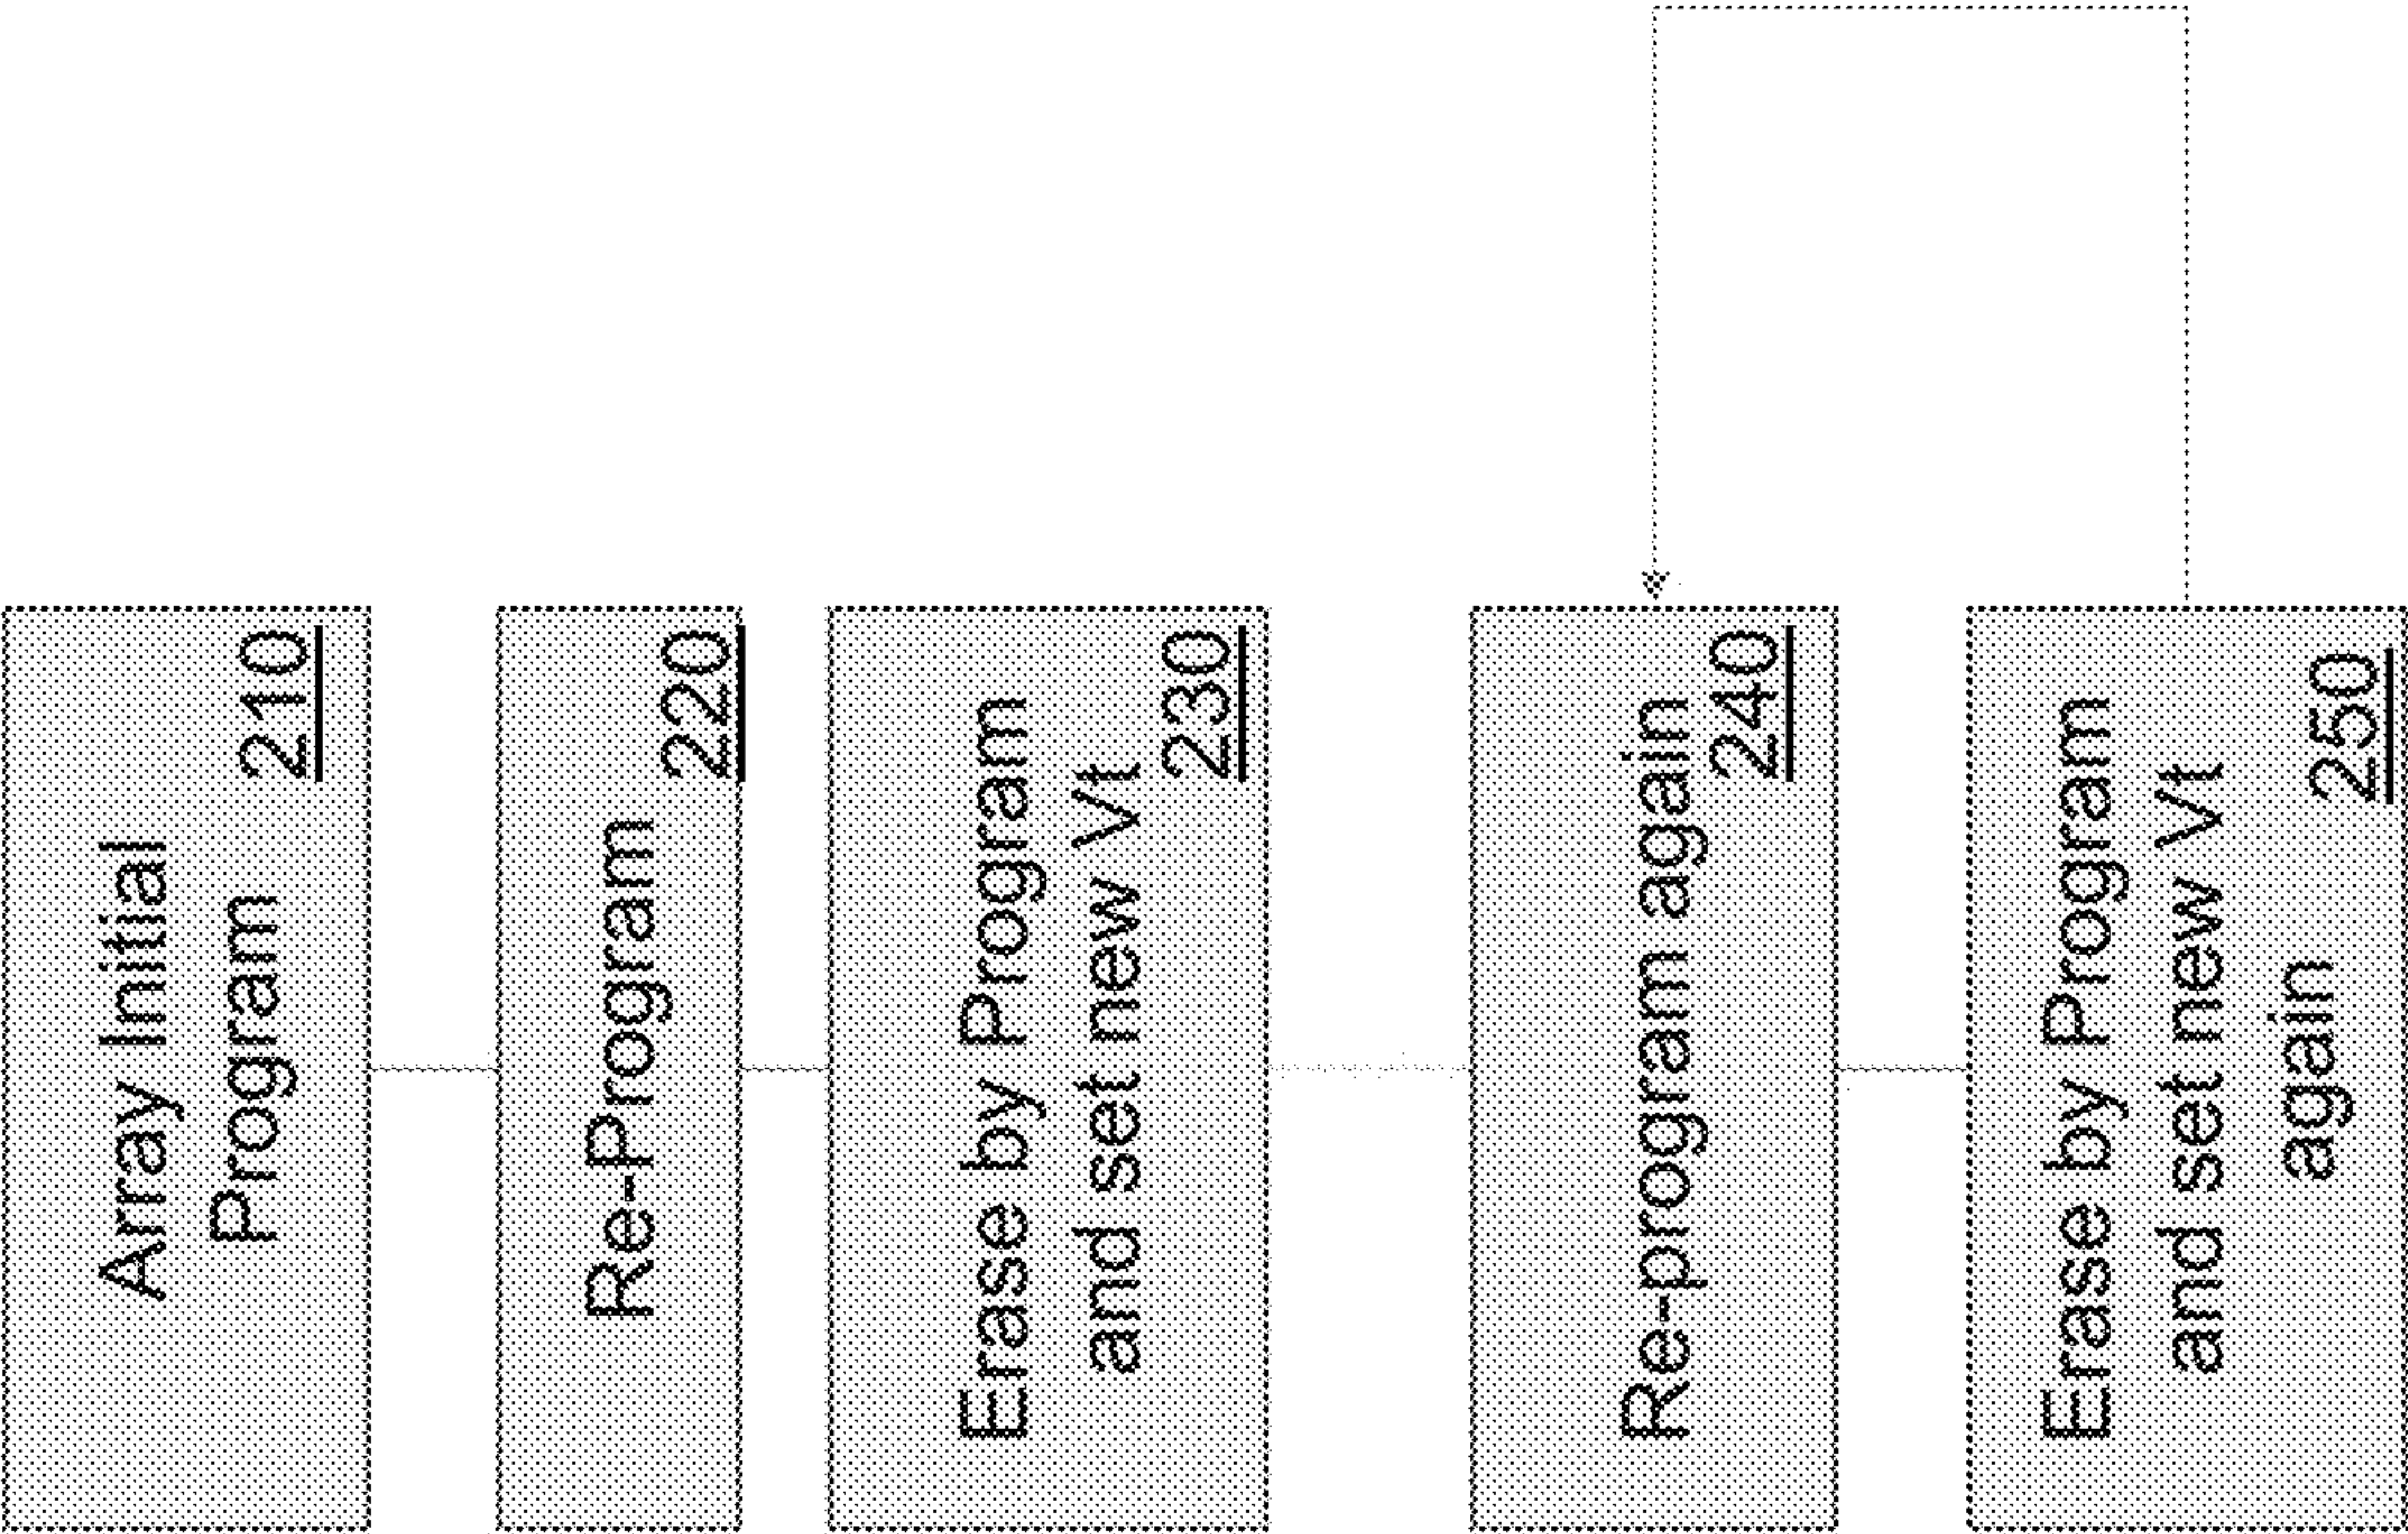 Array Initial
Program 210
Re-Program
220
Erase by Program
and set new Vt
230
Re-program again
240
Erase by Program
and set new Vt
again 250